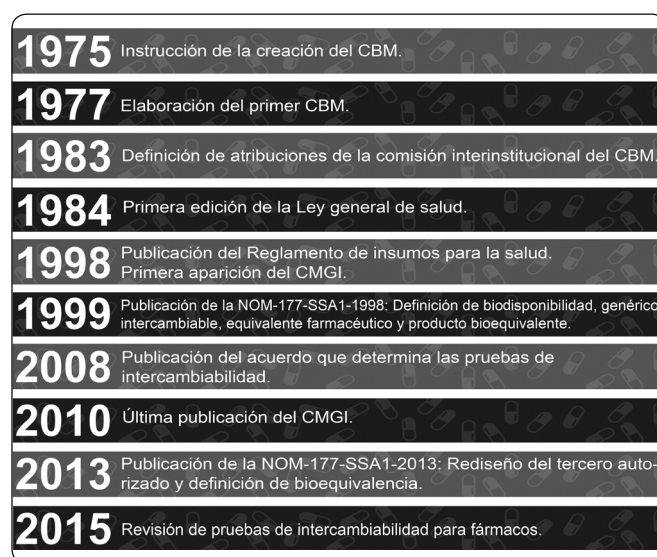 1975 Instrucción de la creación del CBM.
1977 Elaboración del primer CBM.
1983 Definición de atribuciones de la comisión interinstitucional del CBM.
1984 Primera edición de la Ley general de salud.
1998 Publicación del Reglamento de insumos para la salud.
Primera aparición del CMGI.
1999 Publicación de la NOM-177-SSA1-1998: Definición de biodisponibilidad, genérico
intercambiable, equivalente farmacéutico y producto bioequivalente.
2008 Publicación del acuerdo que determina las pruebas de
intercambiabilidad.
2010 Última publicación del CMGI.
2013 Publicación de la NOM-177-SSA1-2013: Rediseño del tercero auto-
rizado y definición de bioequivalencia.
2015 Revisión de pruebas de intercambiabilidad para fármacos.